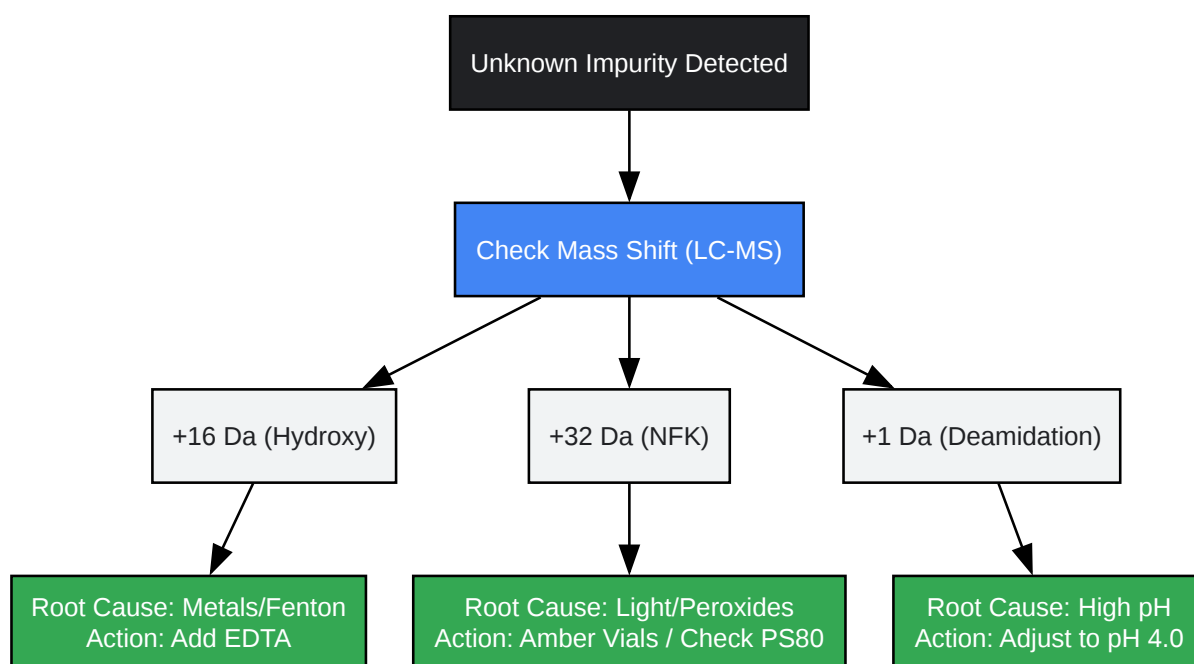 Unknown Impurity Detected
Check Mass Shift (LC-MS)
+16 Da (Hydroxy)
+32 Da (NFK)
+1 Da (Deamidation)
Root Cause: Metals/Fenton
Action: Add EDTA
Root Cause: Light/Peroxides
Action: Amber Vials / Check PS80
Root Cause: High pH
Action: Adjust to pH 4.0